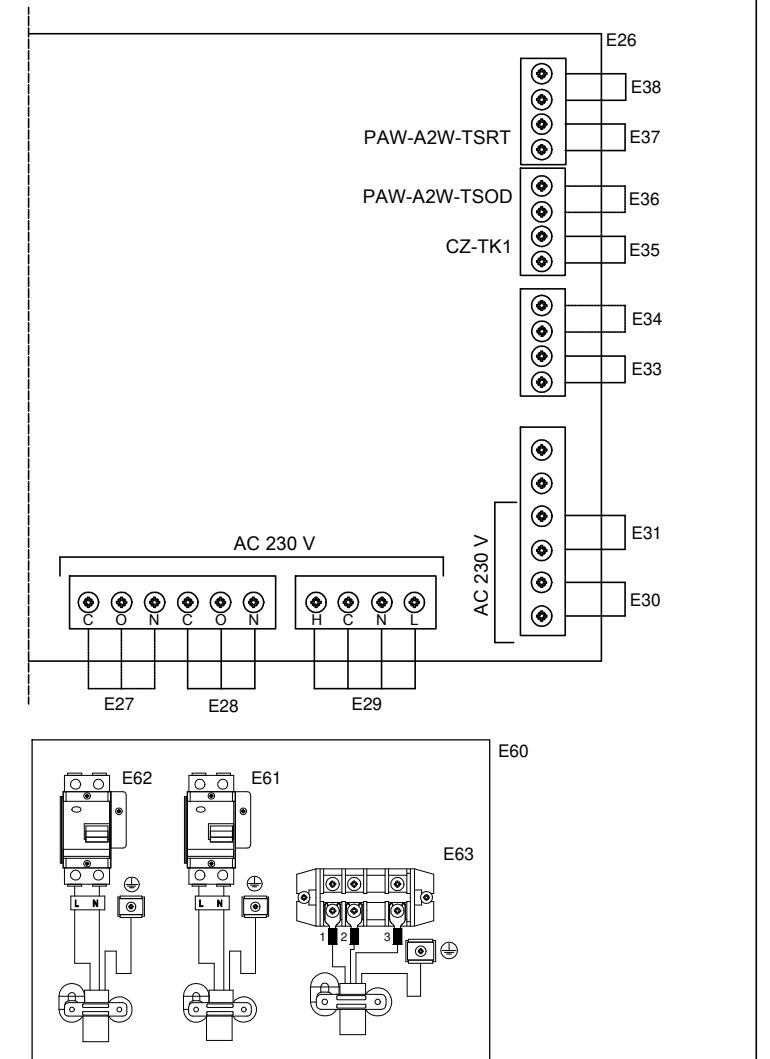 E26
E38
PAW-A2W-TSRT
E37
PAW-A2W-TSOD
E36
CZ-TK1
E35
E34
E33
AC 230 V
E31
AC 230 V
E30
C O N C O N
H C N L
E27
E28
E29
E60
E62
E61
E63
L N
L N
1 2 3